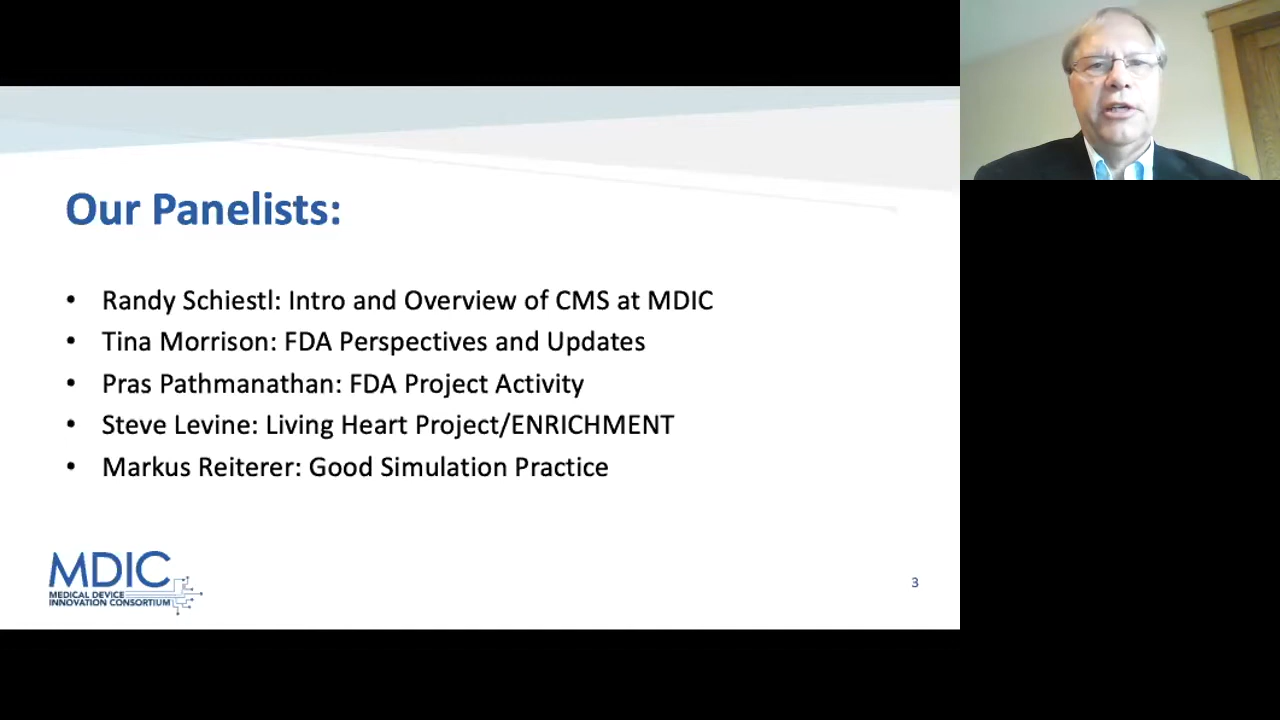 Our Panelists:
• Randy Schiestl: Intro and Overview of CMS at MDIC
• Tina Morrison: FDA Perspectives and Updates
• Pras Pathmanathan: FDA Project Activity
• Steve Levine: Living Heart Project/ENRICHMENT
• Markus Reiterer: Good Simulation Practice
MDIC
MEDICAL DEVICE
INNOVATION CONSORTIUM
3